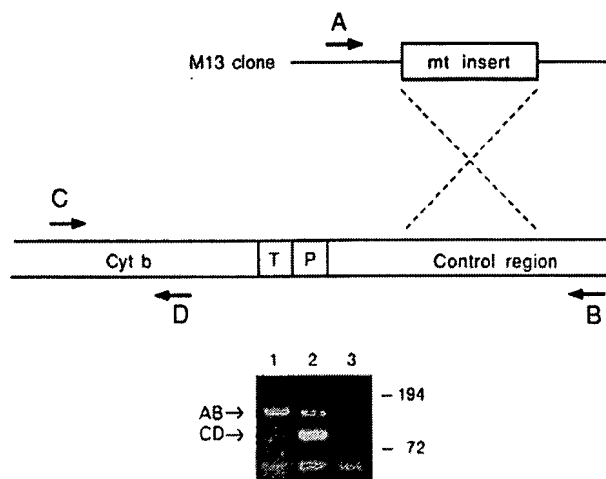 A
M13 clone
mt insert
C
Cyt b
T
P
Control region
D
B
1 2 3
AB→
CD→
– 194
– 72